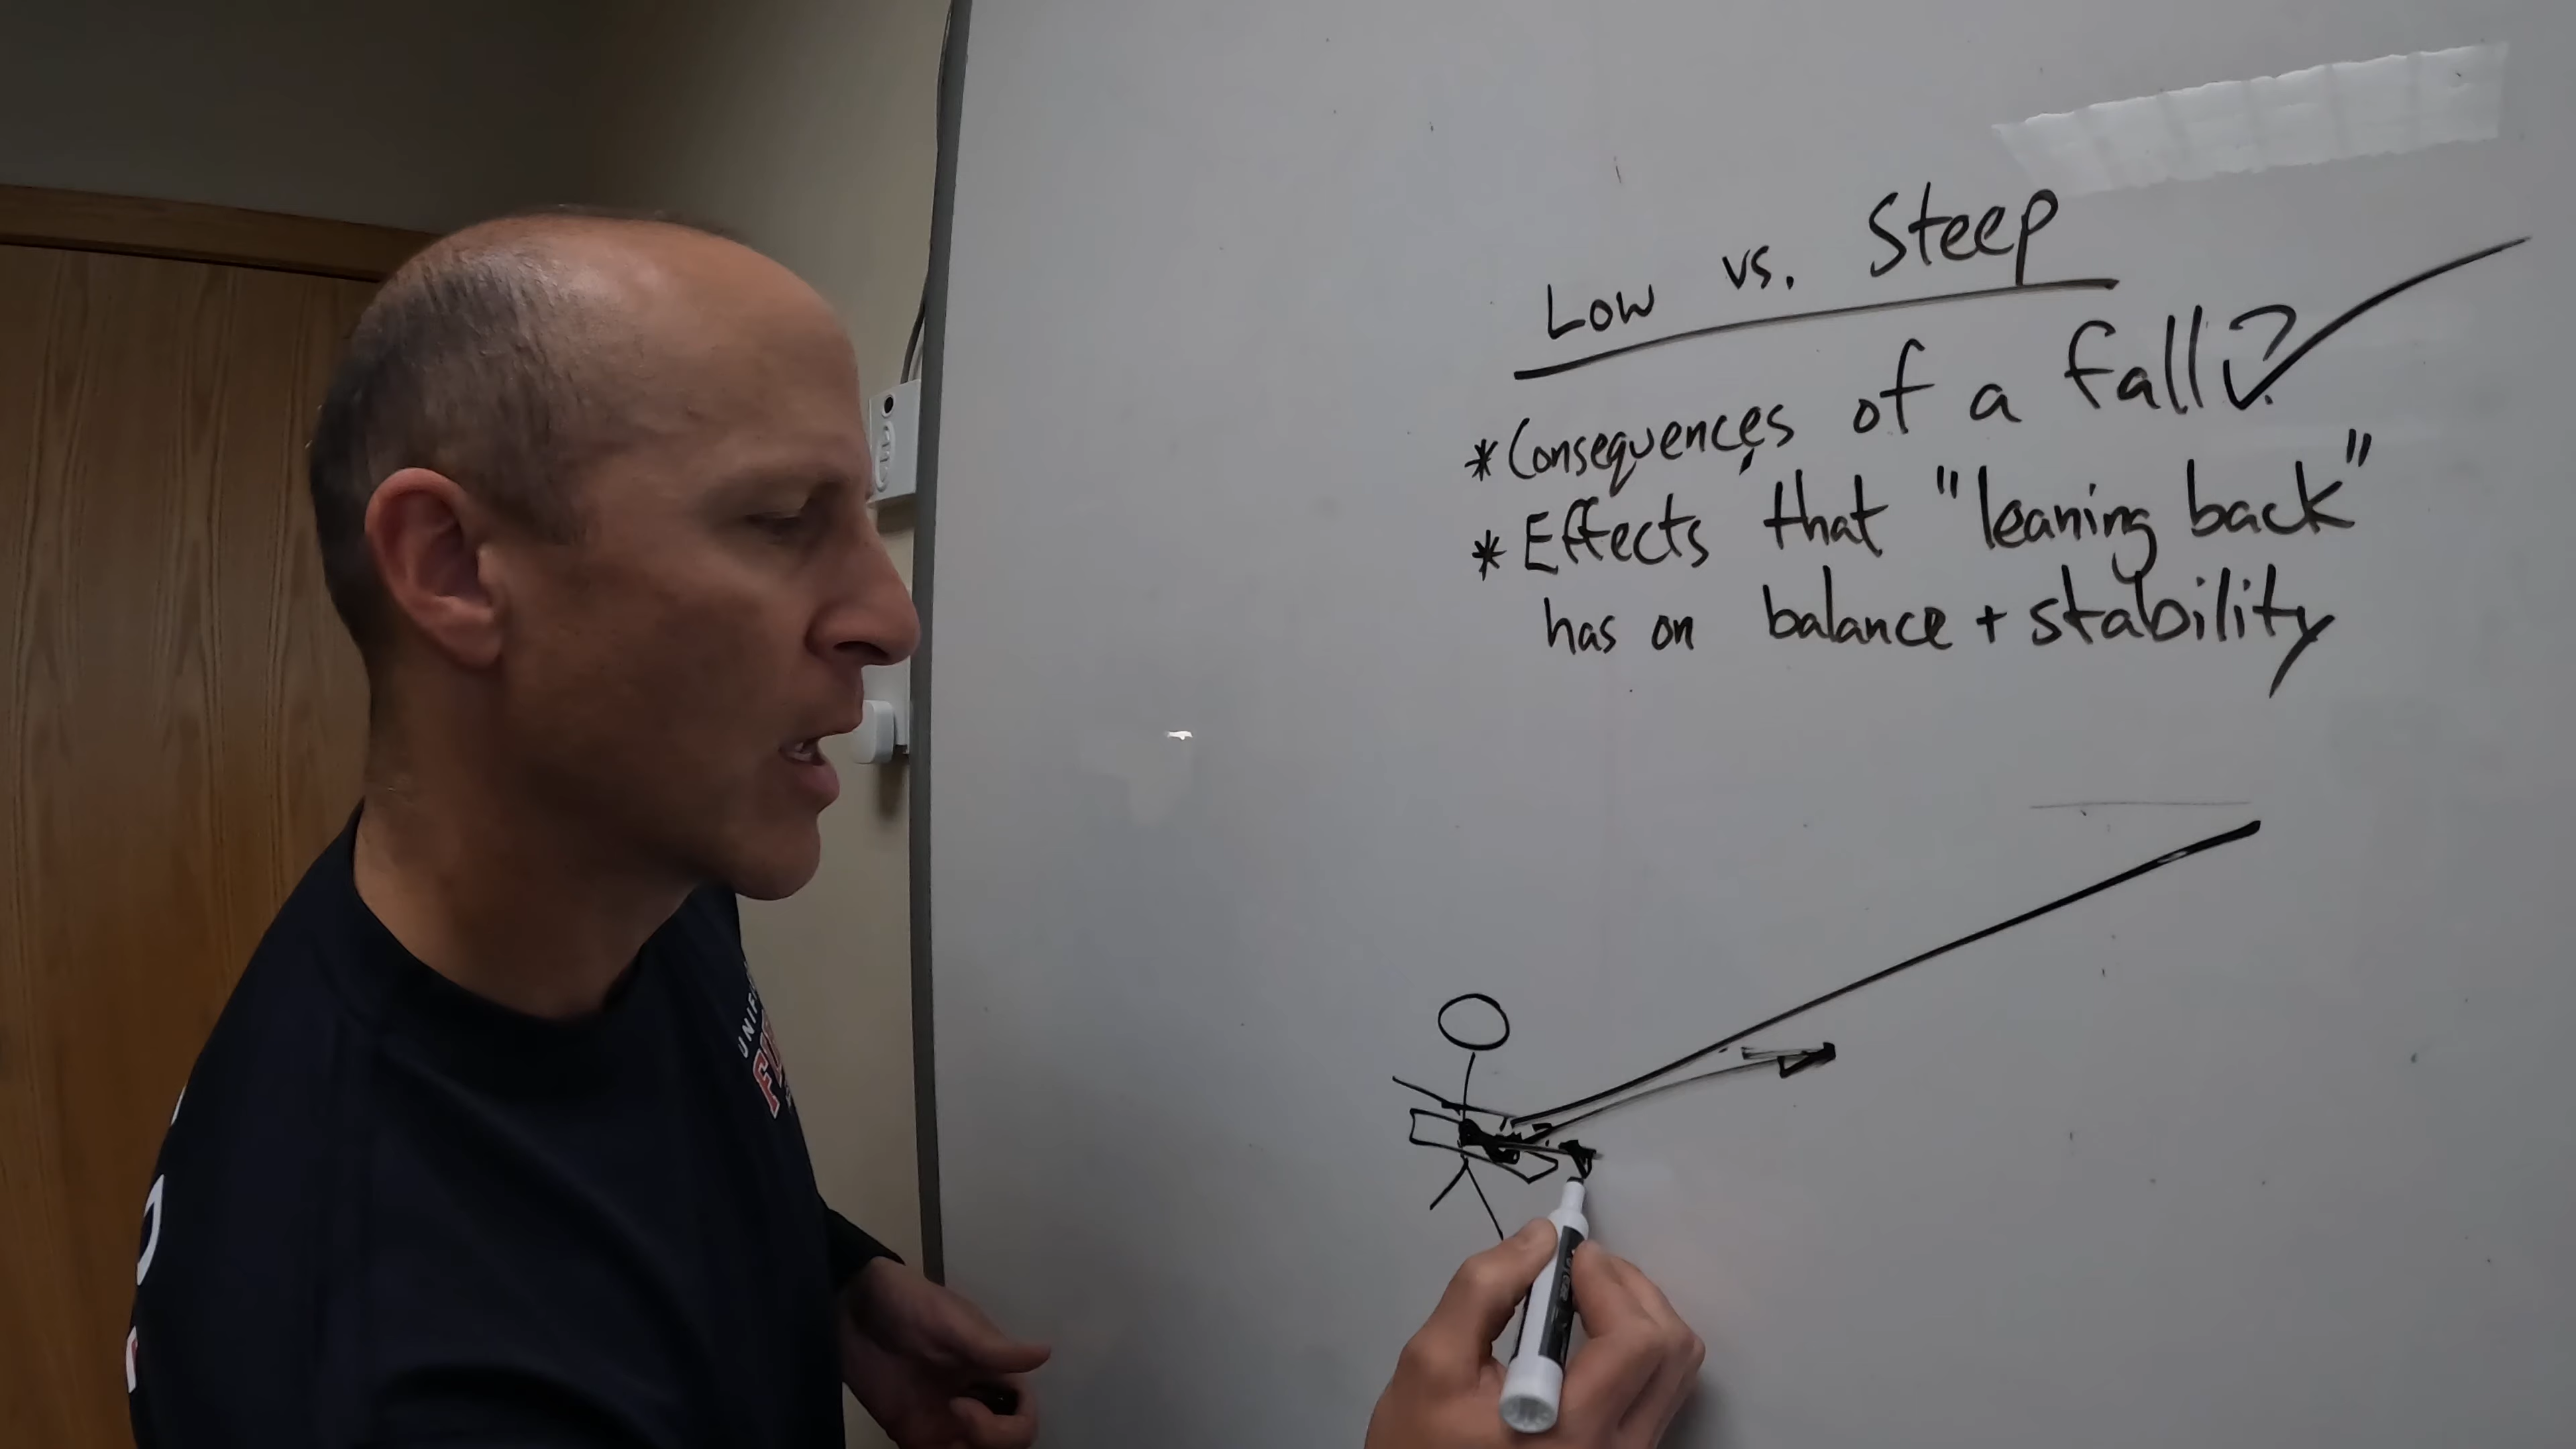 Low vs. Steep
* Consequences of a fall?
* Effects that "leaning back"
has on balance + stability